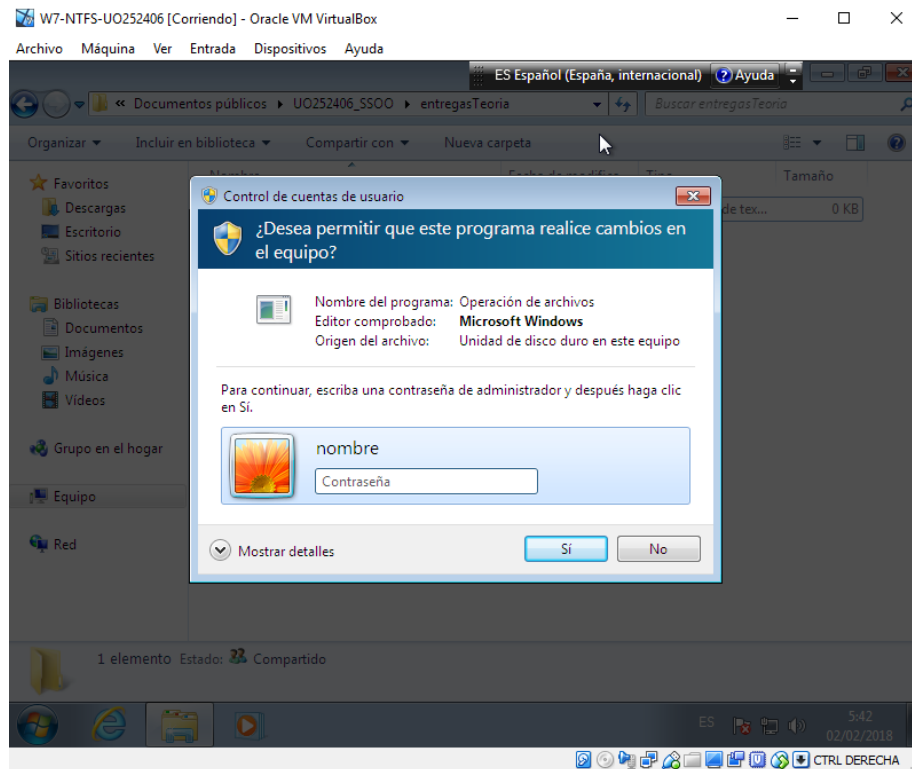 W7-NTFS-UO252406 [Corriendo] - Oracle VM VirtualBox
Archivo Máquina Ver Entrada Dispositivos Ayuda
ES Español (España, internacional) Ayuda
« Documentos públicos UO252406_SSOO entregasTeoria Buscar entregasTeoria
Organizar Incluir en biblioteca Compartir con Nueva carpeta
Tamaño
Favoritos
Descargas
de tex... 0 KB
Escritorio
Sitios recientes
Bibliotecas
Documentos
Imágenes
Música
Vídeos
Grupo en el hogar
Equipo
Red
Control de cuentas de usuario
¿Desea permitir que este programa realice cambios en
el equipo?
Nombre del programa: Operación de archivos
Editor comprobado: Microsoft Windows
Origen del archivo: Unidad de disco duro en este equipo
Para continuar, escriba una contraseña de administrador y después haga clic
en Sí.
nombre
Contraseña
Mostrar detalles Sí No
1 elemento Estado: Compartido
ES 5:42
02/02/2018
CTRL DERECHA